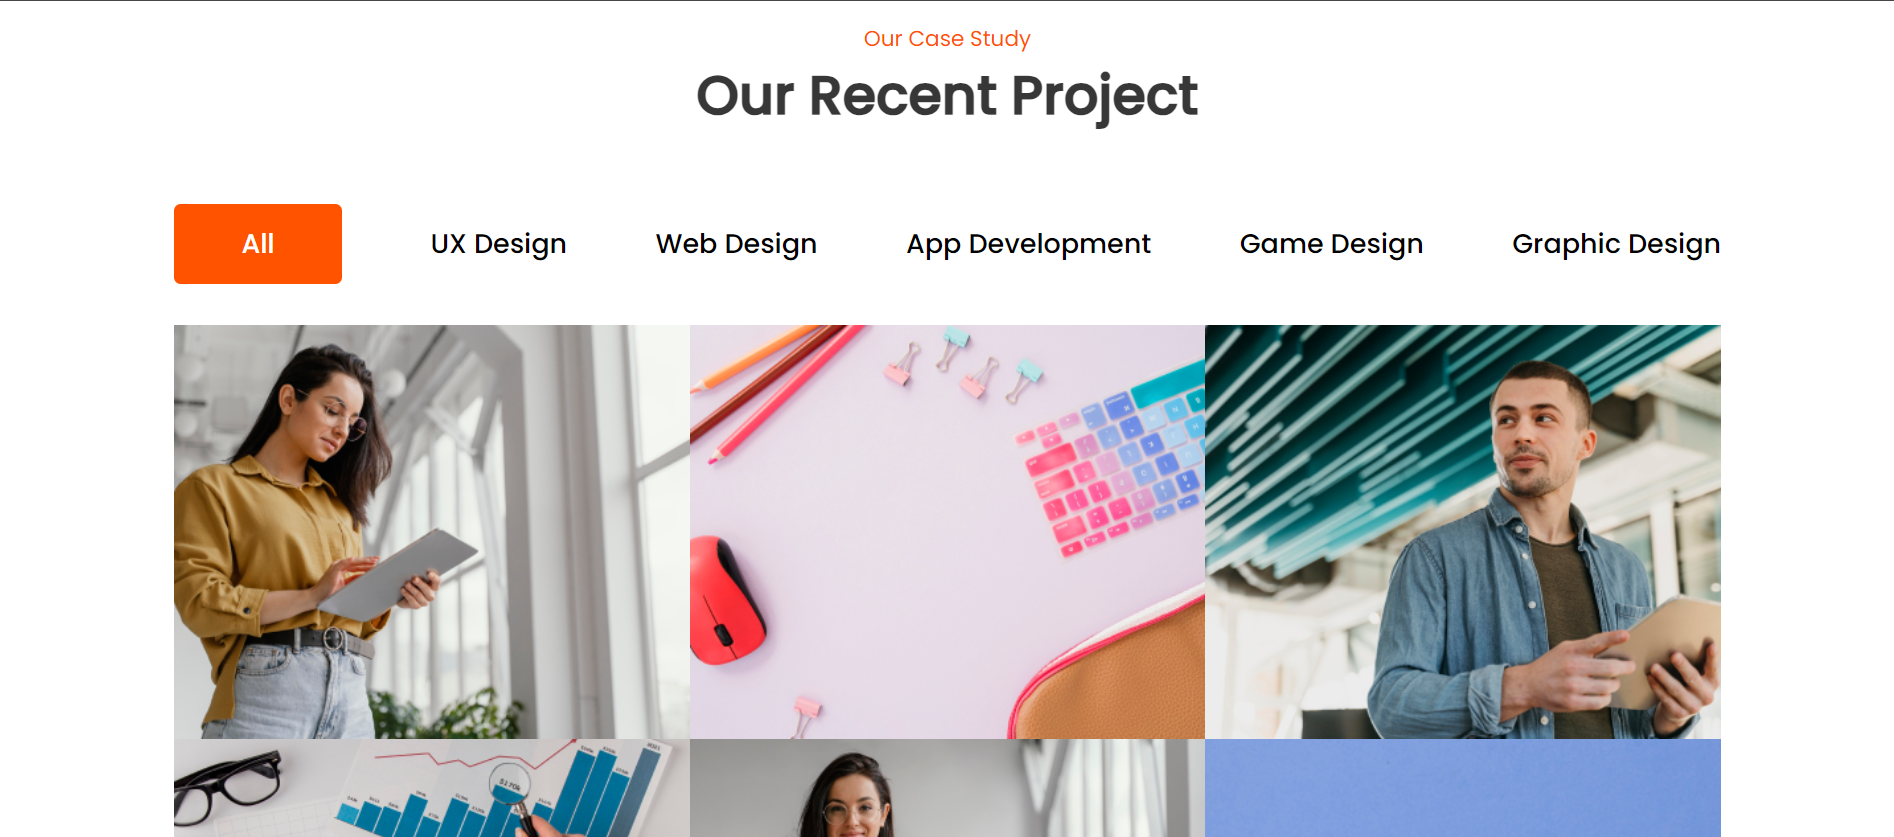 Our Case Study
Our Recent Project
All
UX Design
Web Design
App Development
Game Design
Graphic Design